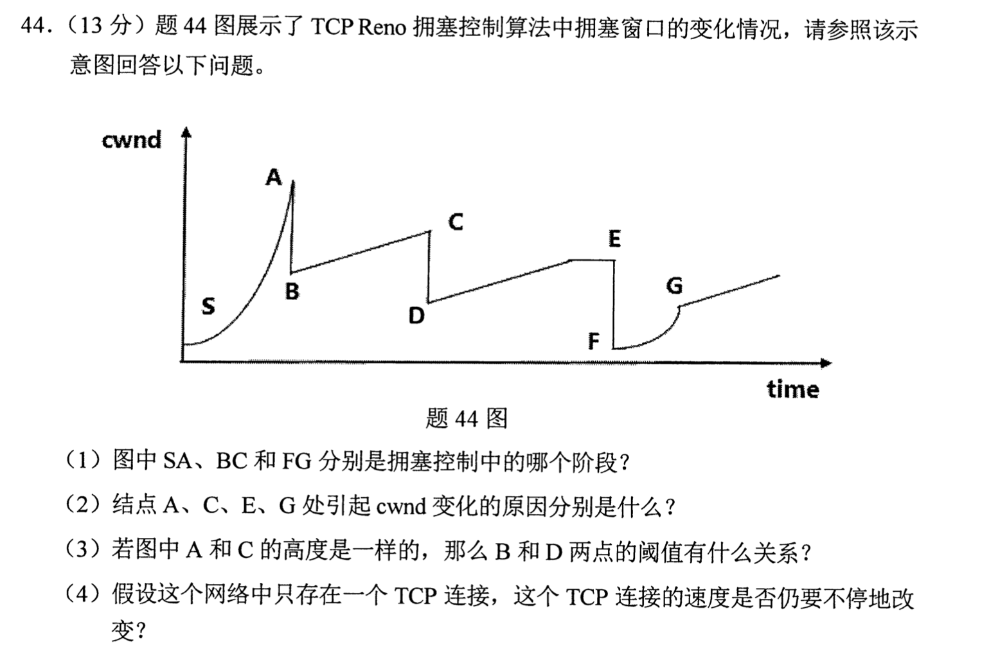 44．（13 分）题 44 图展示了 TCP Reno 拥塞控制算法中拥塞窗口的变化情况，请参照该示
意图回答以下问题。
cwnd
A
C
E
G
B
S
D
F
time
题 44 图
（1）图中 SA、BC 和 FG 分别是拥塞控制中的哪个阶段？
（2）结点 A、C、E、G 处引起 cwnd 变化的原因分别是什么？
（3）若图中 A 和 C 的高度是一样的，那么 B 和 D 两点的阈值有什么关系？
（4）假设这个网络中只存在一个 TCP 连接，这个 TCP 连接的速度是否仍要不停地改
变？